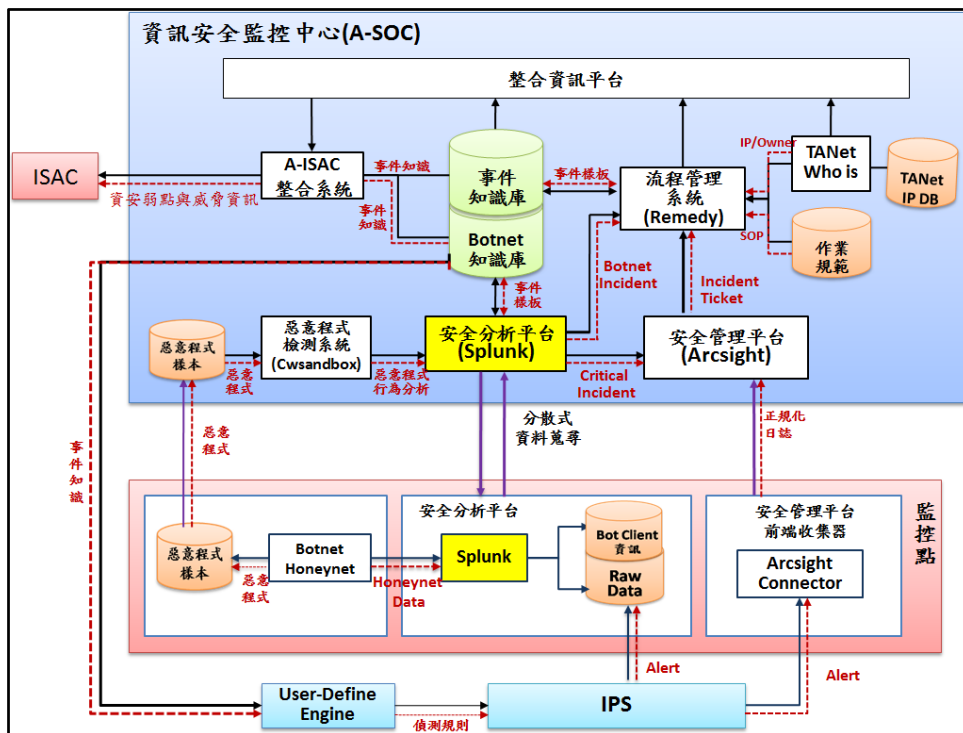 資訊安全監控中心(A-SOC)
整合資訊平台
ISAC
A-ISAC
整合系統
事件知識
事件
知識
事件
知識庫
Botnet
知識庫
事件樣板
流程管理
系統
(Remedy)
IP/Owner
TANet
Who is
TANet
IP DB
SOP
作業
規範
資安弱點與威脅資訊
事件
樣板
Botnet
Incident
Incident
Ticket
惡意程式
樣本
惡意
程式
惡意程式
檢測系統
(Cwsandbox)
惡意程式
行為分析
安全分析平台
(Splunk)
Critical
Incident
安全管理平台
(Arcsight)
事件知識
惡意
程式
分散式
資料蒐尋
正規化
日誌
監控點
惡意程式
樣本
惡意
程式
Botnet
Honeynet
Honeynet
Data
安全分析平台
Splunk
Bot Client
資訊
Raw
Data
安全管理平台
前端收集器
Arcsight
Connector
Alert
Alert
User-Define
Engine
偵測規則
IPS